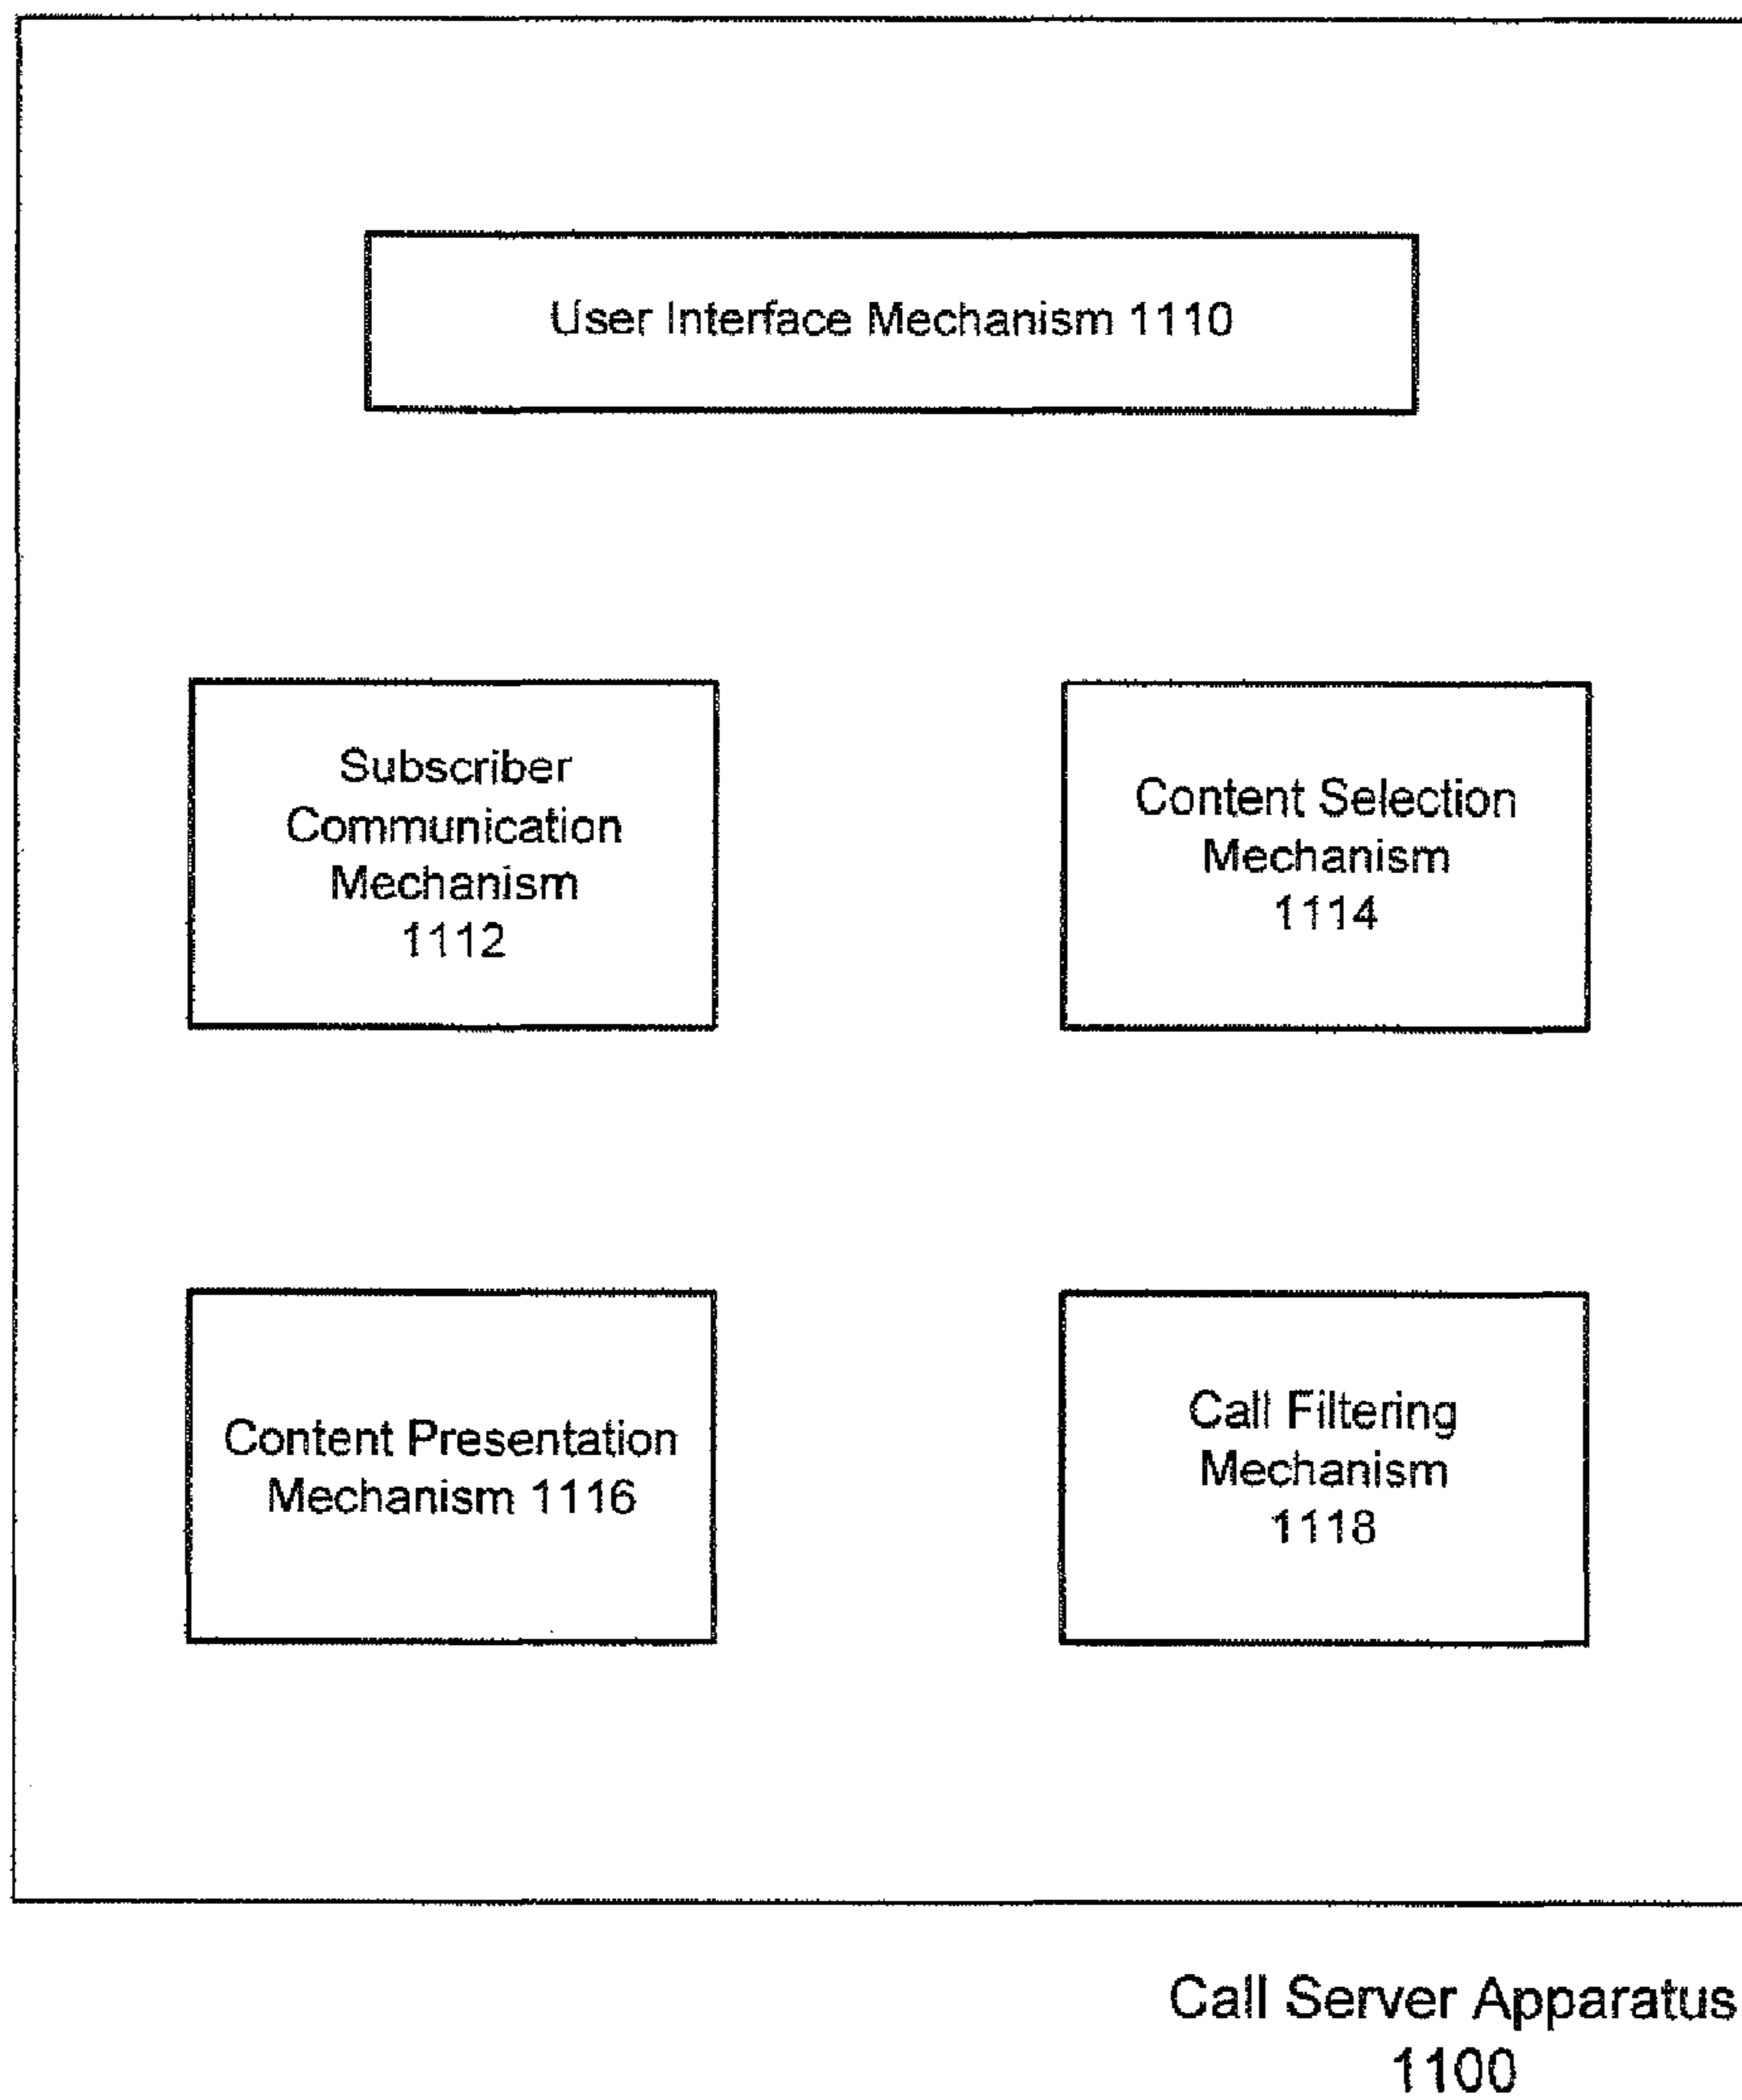 User Interface Mechanism 1110
Subscriber
Communication
Mechanism
1112
Content Selection
Mechanism
1114
Content Presentation
Mechanism 1116
Call Filtering
Mechanism
1118
Call Server Apparatus
1100